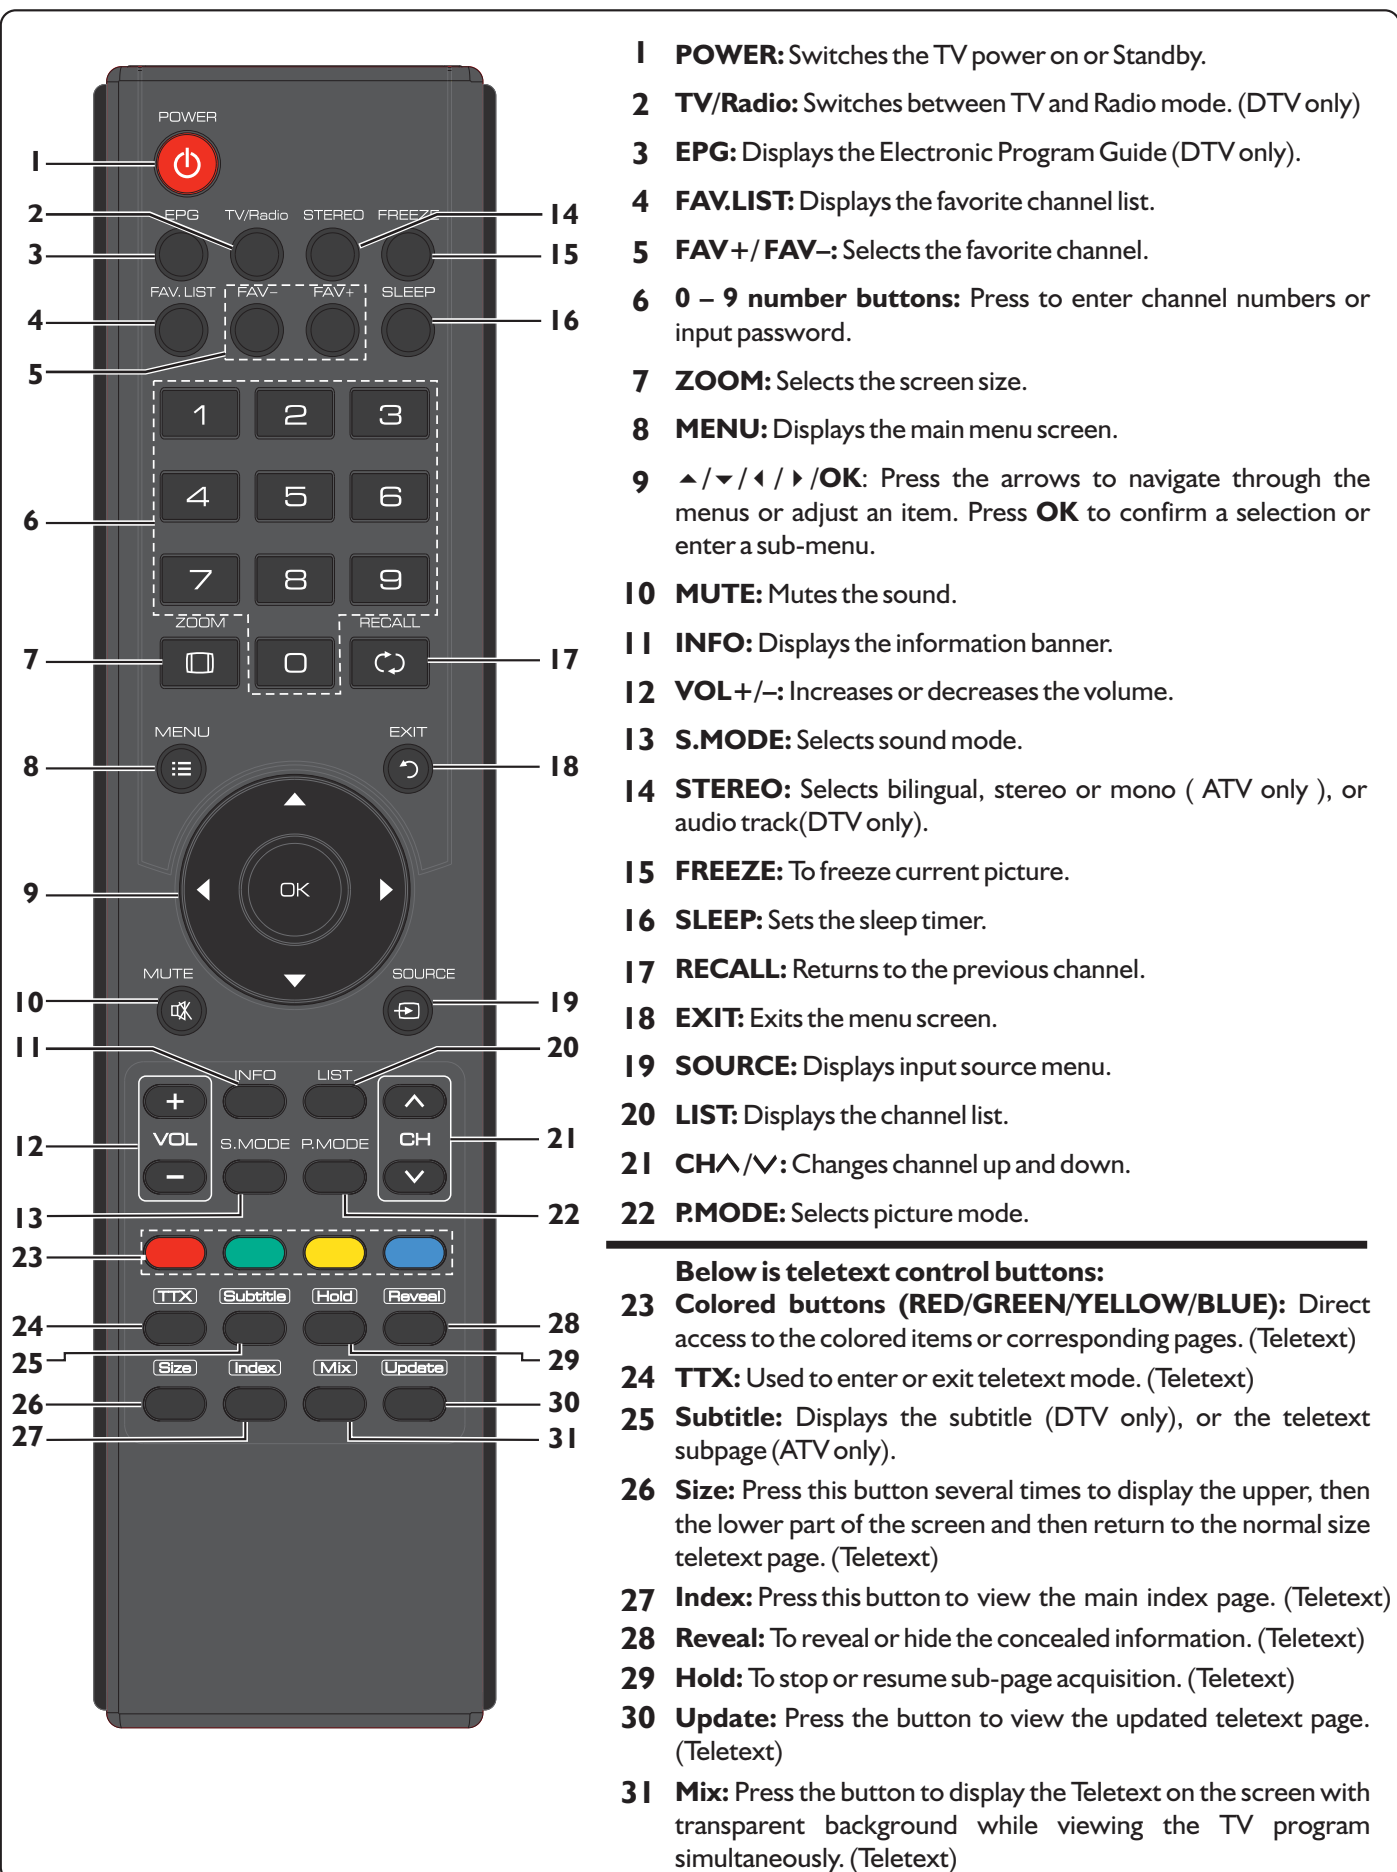 POWER
1
2
EPG TV/Radio STEREO FREEZE
14
3
15
FAV.LIST FAV– FAV+ SLEEP
4
16
5
1 2 3
4 5 6
6
7 8 9
ZOOM RECALL
7
0
17
MENU EXIT
8
18
9
OK
MUTE SOURCE
10
19
11
20
INFO LIST
+
VOL
–
12
S.MODE P.MODE
CH
21
13
22
23
TTX Subtitle Hold Reveal
24
28
25
29
Size Index Mix Update
26
30
27
31
1 POWER: Switches the TV power on or Standby.
2 TV/Radio: Switches between TV and Radio mode. (DTV only)
3 EPG: Displays the Electronic Program Guide (DTV only).
4 FAV.LIST: Displays the favorite channel list.
5 FAV+/ FAV–: Selects the favorite channel.
6 0 – 9 number buttons: Press to enter channel numbers or
input password.
7 ZOOM: Selects the screen size.
8 MENU: Displays the main menu screen.
9 ▲/▼/◀/▶/OK: Press the arrows to navigate through the
menus or adjust an item. Press OK to confirm a selection or
enter a sub-menu.
10 MUTE: Mutes the sound.
11 INFO: Displays the information banner.
12 VOL+/–: Increases or decreases the volume.
13 S.MODE: Selects sound mode.
14 STEREO: Selects bilingual, stereo or mono ( ATV only ), or
audio track(DTV only).
15 FREEZE: To freeze current picture.
16 SLEEP: Sets the sleep timer.
17 RECALL: Returns to the previous channel.
18 EXIT: Exits the menu screen.
19 SOURCE: Displays input source menu.
20 LIST: Displays the channel list.
21 CH∧/∨: Changes channel up and down.
22 P.MODE: Selects picture mode.
Below is teletext control buttons:
23 Colored buttons (RED/GREEN/YELLOW/BLUE): Direct
access to the colored items or corresponding pages. (Teletext)
24 TTX: Used to enter or exit teletext mode. (Teletext)
25 Subtitle: Displays the subtitle (DTV only), or the teletext
subpage (ATV only).
26 Size: Press this button several times to display the upper, then
the lower part of the screen and then return to the normal size
teletext page. (Teletext)
27 Index: Press this button to view the main index page. (Teletext)
28 Reveal: To reveal or hide the concealed information. (Teletext)
29 Hold: To stop or resume sub-page acquisition. (Teletext)
30 Update: Press the button to view the updated teletext page.
(Teletext)
31 Mix: Press the button to display the Teletext on the screen with
transparent background while viewing the TV program
simultaneously. (Teletext)